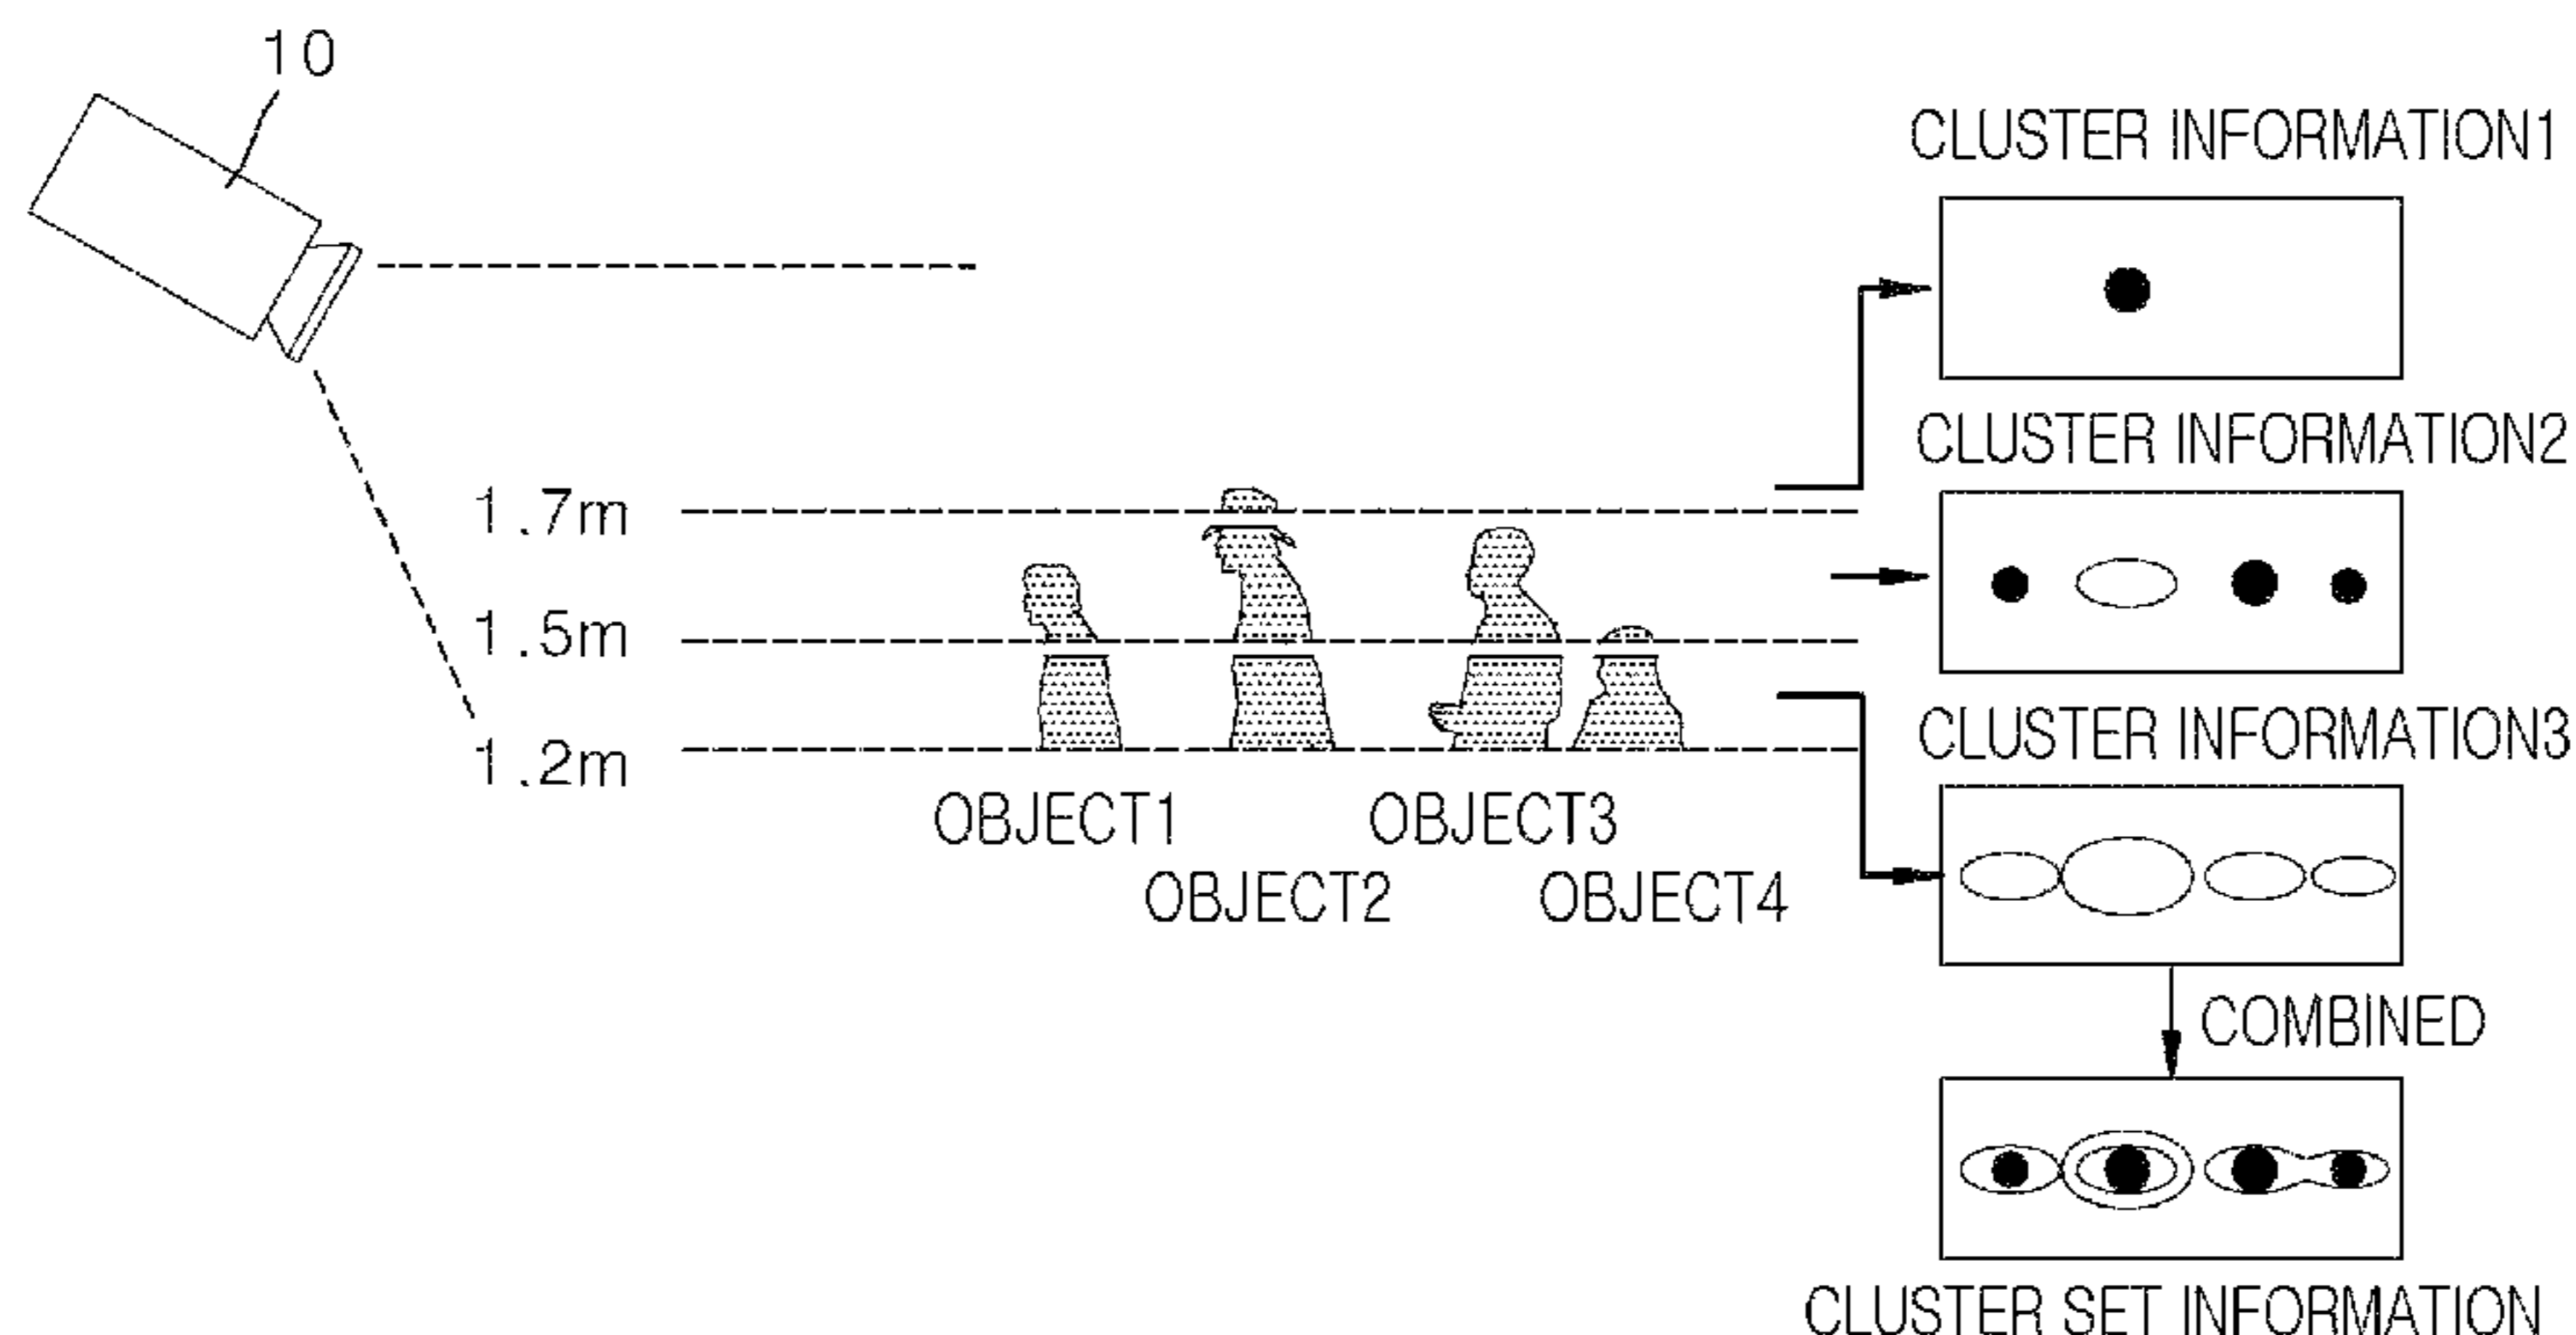 10
CLUSTER INFORMATION1
CLUSTER INFORMATION2
1.7m
1.5m
CLUSTER INFORMATION3
1.2m
OBJECT1
OBJECT3
OBJECT2
OBJECT4
COMBINED
CLUSTER SET INFORMATION